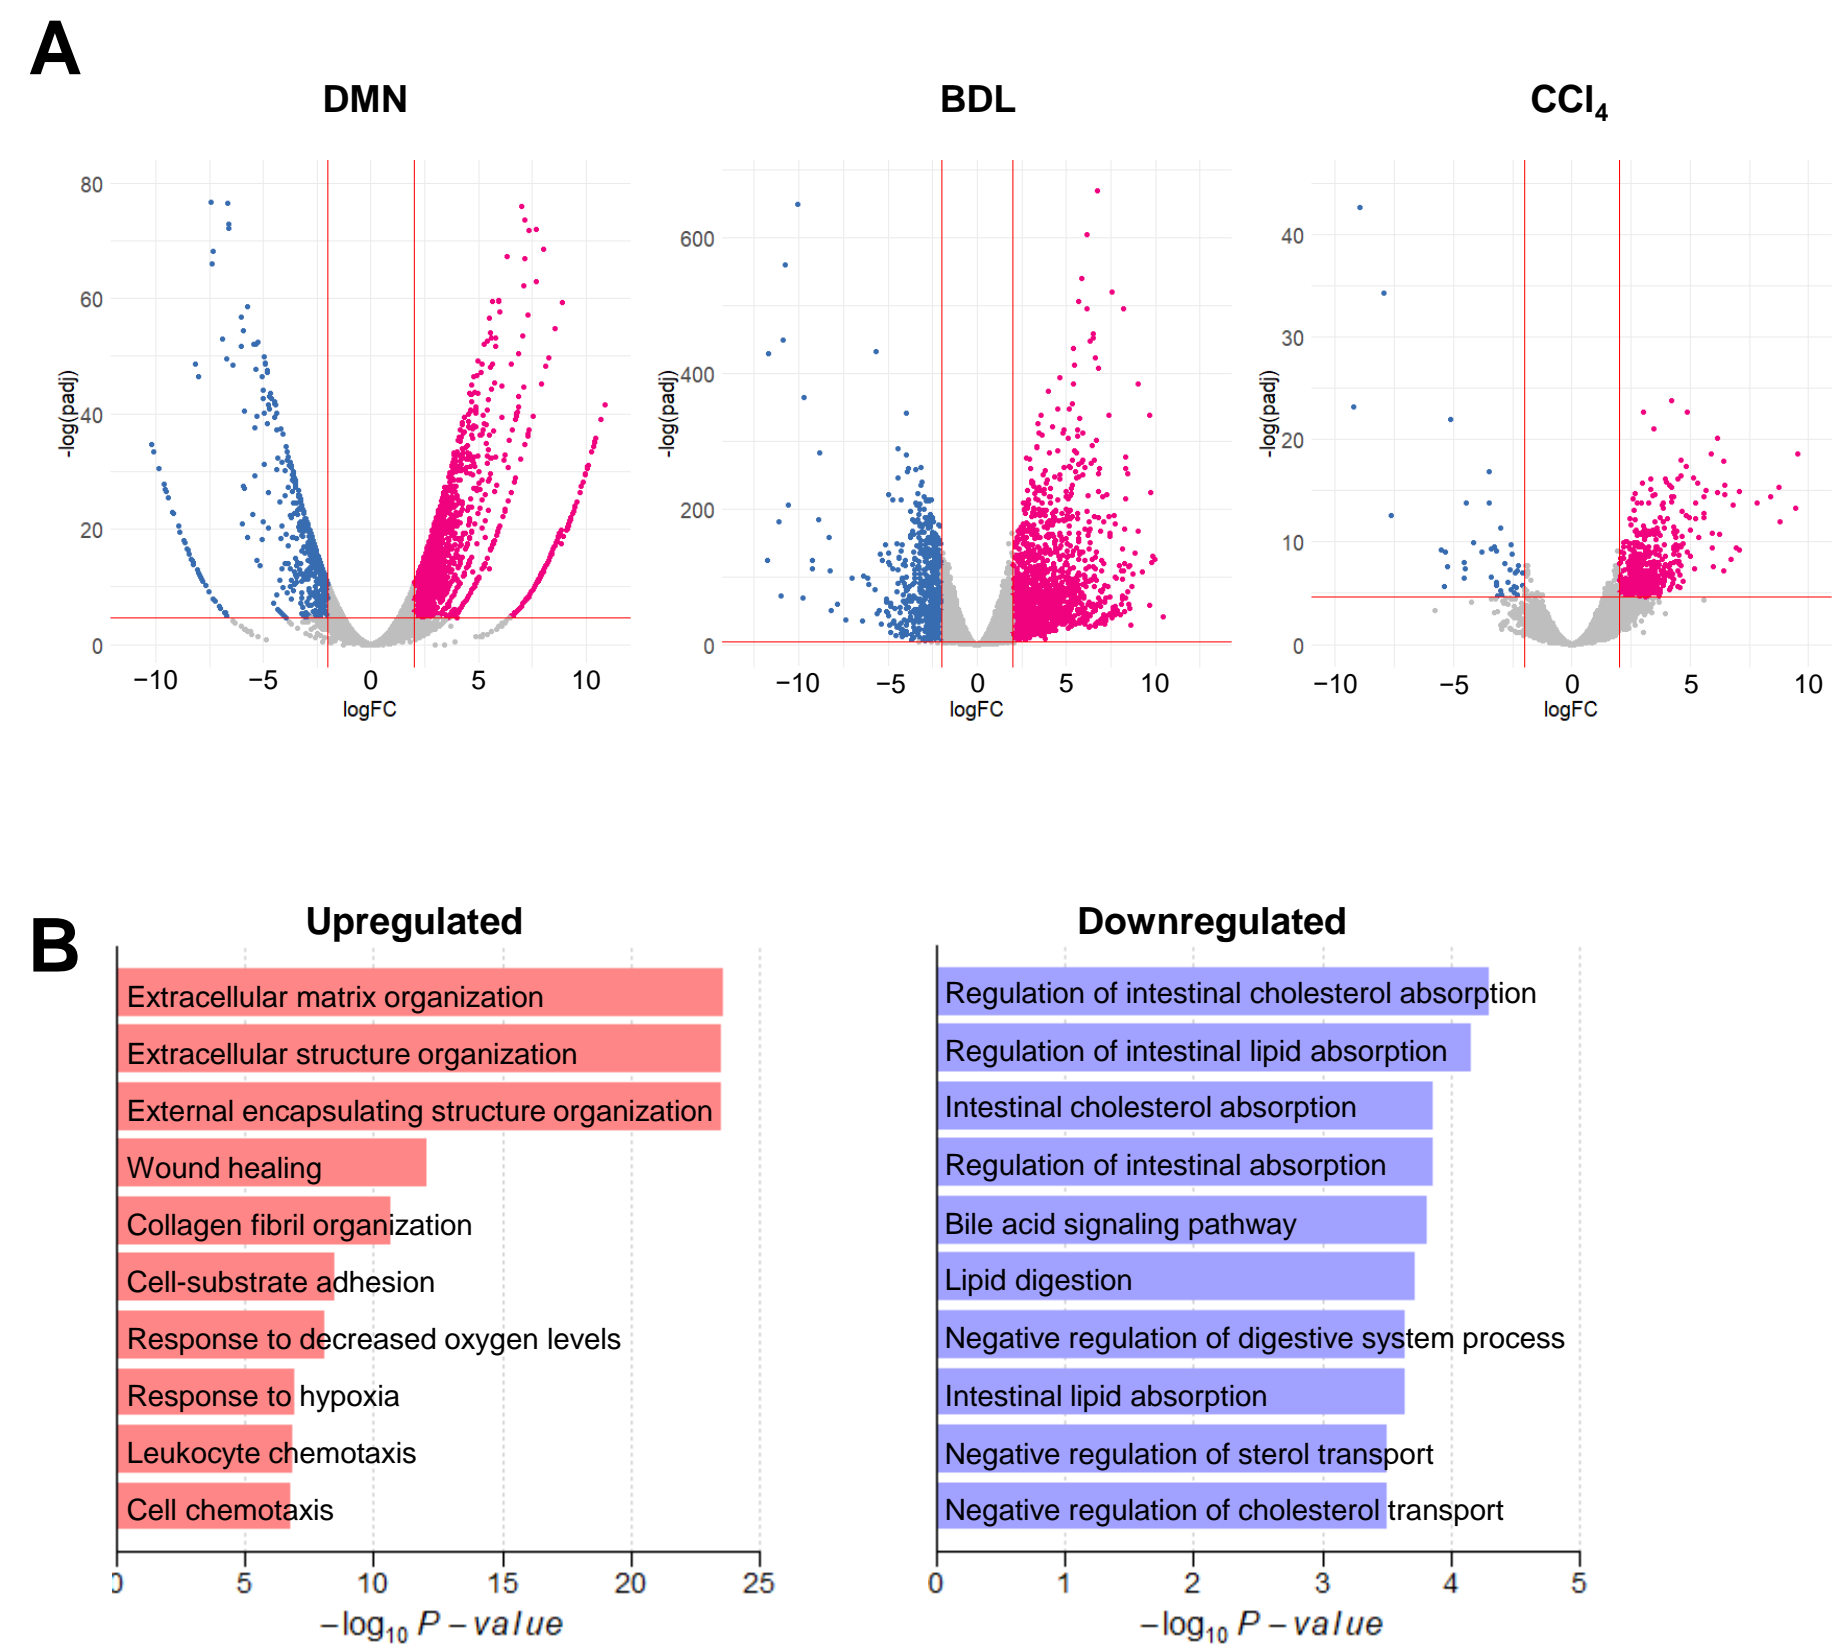 A
DMN
BDL
CCl4
-log(padj)
80
60
40
20
0
−10 −5 0 5 10
logFC
-log(padj)
600
400
200
0
−10 −5 0 5 10
logFC
-log(padj)
40
30
20
10
0
−10 −5 0 5 10
logFC
B
Upregulated
Extracellular matrix organization
Extracellular structure organization
External encapsulating structure organization
Wound healing
Collagen fibril organization
Cell-substrate adhesion
Response to decreased oxygen levels
Response to hypoxia
Leukocyte chemotaxis
Cell chemotaxis
0 5 10 15 20 25
−log10 P − value
Downregulated
Regulation of intestinal cholesterol absorption
Regulation of intestinal lipid absorption
Intestinal cholesterol absorption
Regulation of intestinal absorption
Bile acid signaling pathway
Lipid digestion
Negative regulation of digestive system process
Intestinal lipid absorption
Negative regulation of sterol transport
Negative regulation of cholesterol transport
0 1 2 3 4 5
−log10 P − value